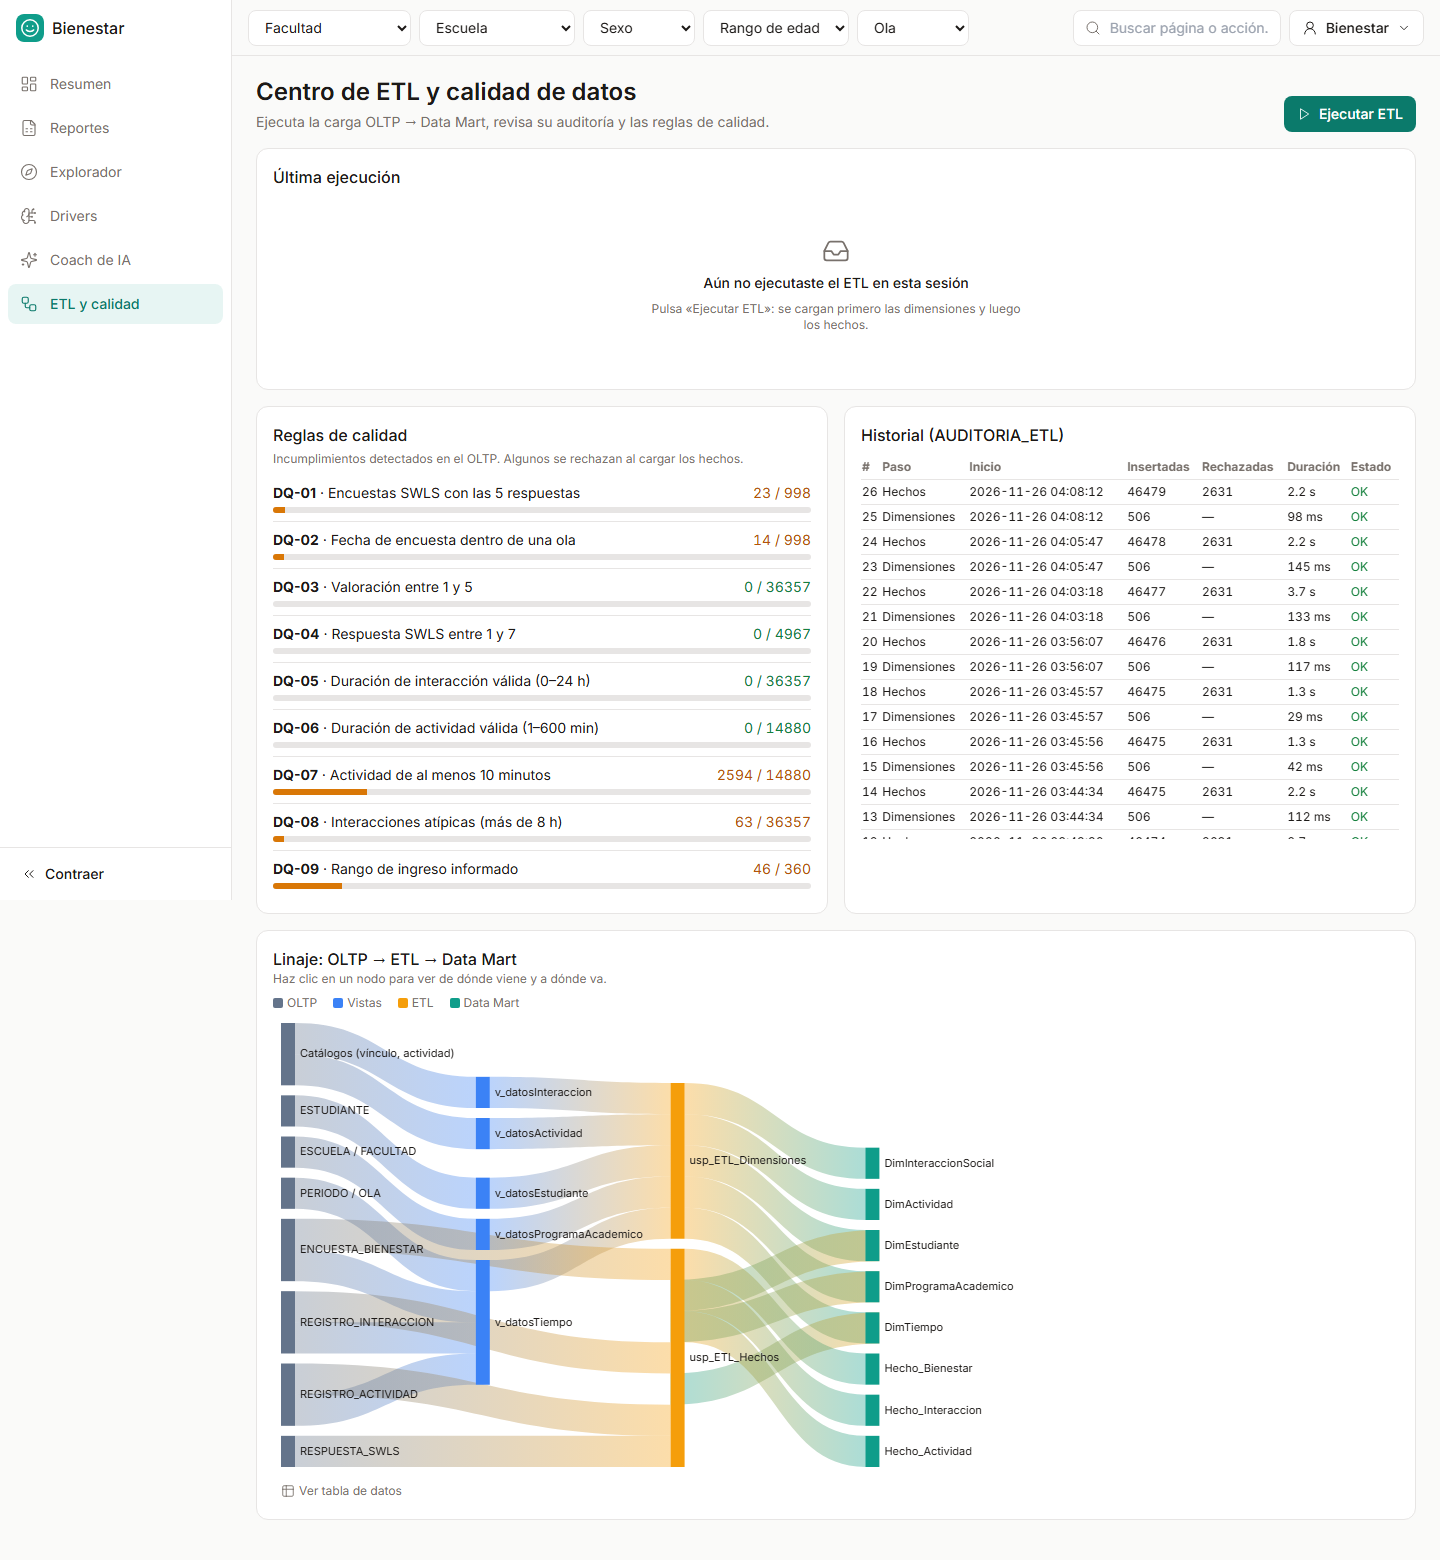 Bienestar
Facultad
Escuela
Sexo
Rango de edad
Ola
Buscar página o acción.
Bienestar
Resumen
Reportes
Explorador
Drivers
Coach de IA
ETL y calidad
Contraer
Centro de ETL y calidad de datos
Ejecuta la carga OLTP → Data Mart, revisa su auditoría y las reglas de calidad.
Ejecutar ETL
Última ejecución
Aún no ejecutaste el ETL en esta sesión
Pulsa «Ejecutar ETL»: se cargan primero las dimensiones y luego
los hechos.
Reglas de calidad
Incumplimientos detectados en el OLTP. Algunos se rechazan al cargar los hechos.
DQ-01 · Encuestas SWLS con las 5 respuestas 23 / 998
DQ-02 · Fecha de encuesta dentro de una ola 14 / 998
DQ-03 · Valoración entre 1 y 5 0 / 36357
DQ-04 · Respuesta SWLS entre 1 y 7 0 / 4967
DQ-05 · Duración de interacción válida (0–24 h) 0 / 36357
DQ-06 · Duración de actividad válida (1–600 min) 0 / 14880
DQ-07 · Actividad de al menos 10 minutos 2594 / 14880
DQ-08 · Interacciones atípicas (más de 8 h) 63 / 36357
DQ-09 · Rango de ingreso informado 46 / 360
Historial (AUDITORIA_ETL)
# Paso Inicio Insertadas Rechazadas Duración Estado
26 Hechos 2026-11-26 04:08:12 46479 2631 2.2 s OK
25 Dimensiones 2026-11-26 04:08:12 506 — 98 ms OK
24 Hechos 2026-11-26 04:05:47 46478 2631 2.2 s OK
23 Dimensiones 2026-11-26 04:05:47 506 — 145 ms OK
22 Hechos 2026-11-26 04:03:18 46477 2631 3.7 s OK
21 Dimensiones 2026-11-26 04:03:18 506 — 133 ms OK
20 Hechos 2026-11-26 03:56:07 46476 2631 1.8 s OK
19 Dimensiones 2026-11-26 03:56:07 506 — 117 ms OK
18 Hechos 2026-11-26 03:45:57 46475 2631 1.3 s OK
17 Dimensiones 2026-11-26 03:45:57 506 — 29 ms OK
16 Hechos 2026-11-26 03:45:56 46475 2631 1.3 s OK
15 Dimensiones 2026-11-26 03:45:56 506 — 42 ms OK
14 Hechos 2026-11-26 03:44:34 46475 2631 2.2 s OK
13 Dimensiones 2026-11-26 03:44:34 506 — 112 ms OK
Linaje: OLTP → ETL → Data Mart
Haz clic en un nodo para ver de dónde viene y a dónde va.
OLTP Vistas ETL Data Mart
Catálogos (vínculo, actividad)
ESTUDIANTE
ESCUELA / FACULTAD
PERIODO / OLA
ENCUESTA_BIENESTAR
REGISTRO_INTERACCION
REGISTRO_ACTIVIDAD
RESPUESTA_SWLS
v_datosInteraccion
v_datosActividad
v_datosEstudiante
v_datosProgramaAcademico
v_datosTiempo
usp_ETL_Dimensiones
usp_ETL_Hechos
DimInteraccionSocial
DimActividad
DimEstudiante
DimProgramaAcademico
DimTiempo
Hecho_Bienestar
Hecho_Interaccion
Hecho_Actividad
Ver tabla de datos